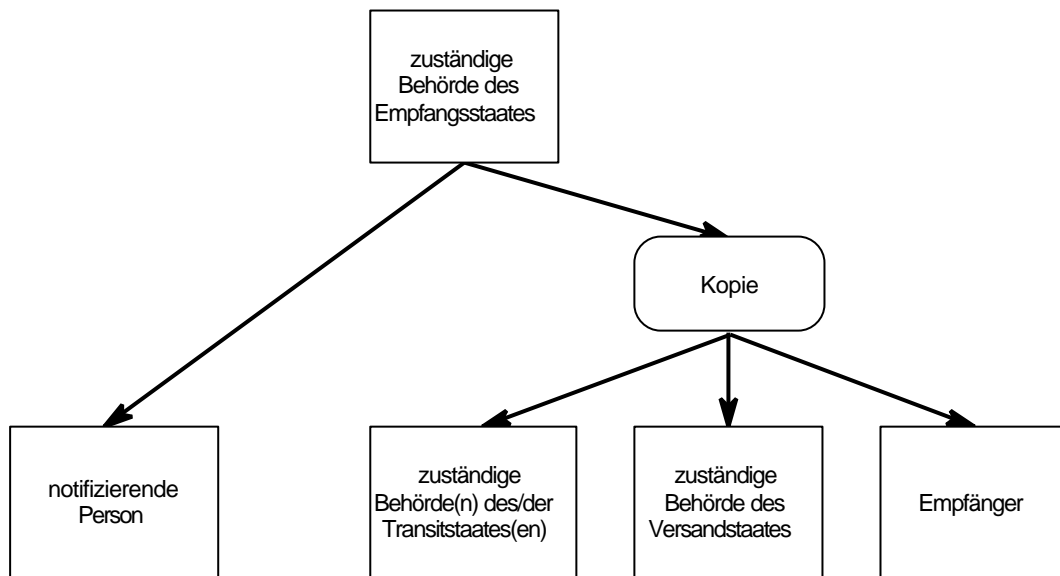 zuständige
Behörde des
Empfangsstaates
Kopie
notifizierende
Person
zuständige
Behörde(n) des/der
Transitstaates(en)
zuständige
Behörde des
Versandstaates
Empfänger